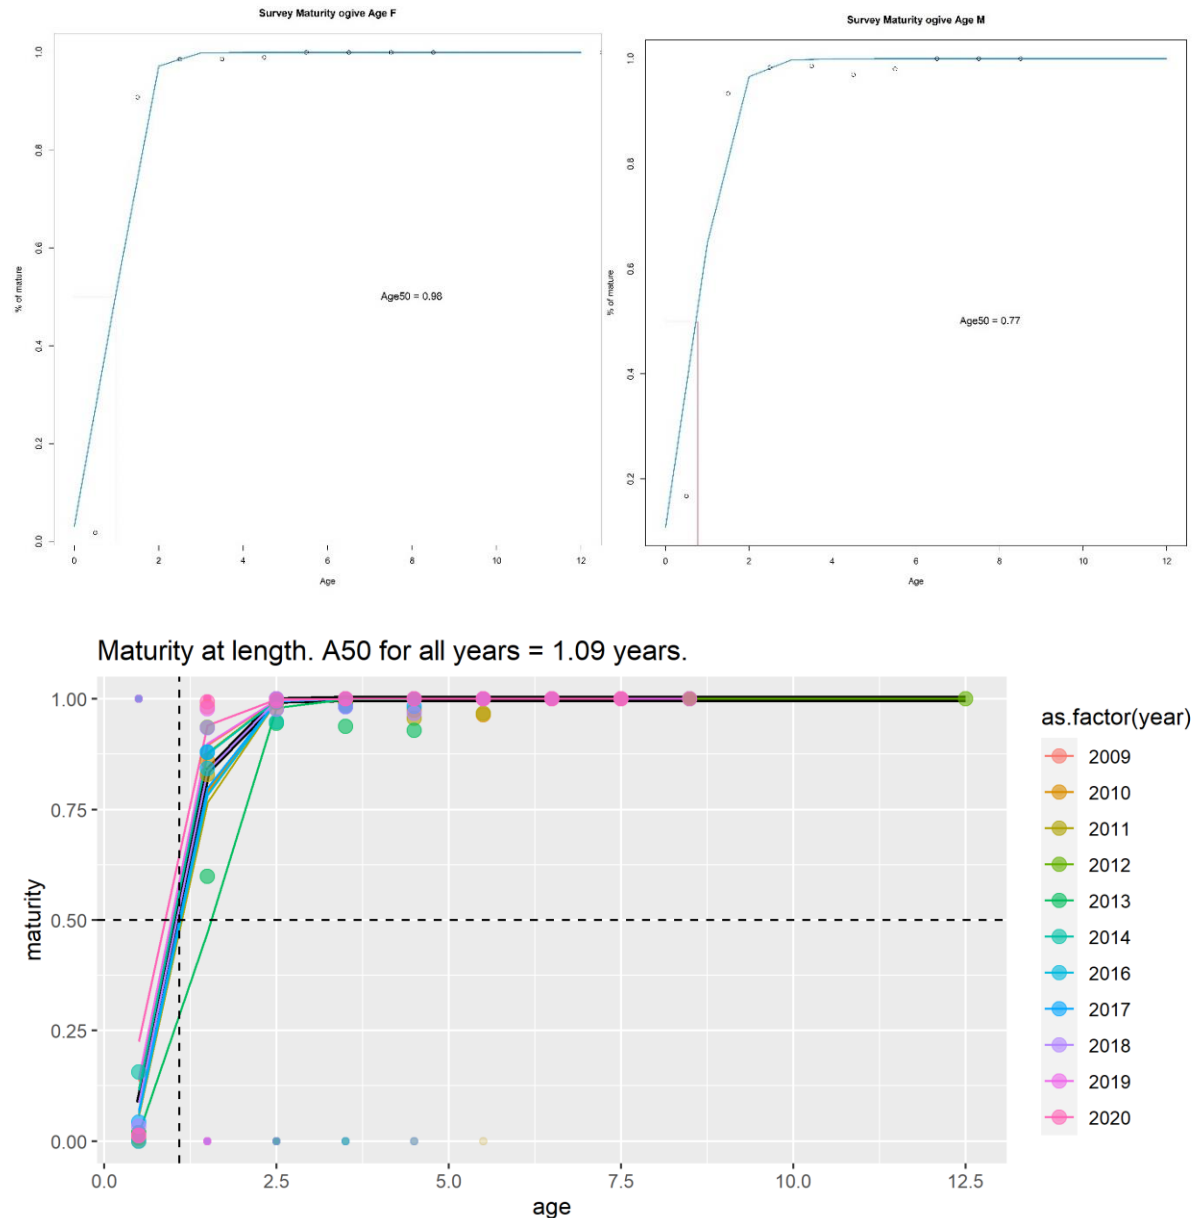 Survey Maturity ogive Age F
1.0
0.8
0.6
0.4
0.2
0.0
% of mature
Age50 = 0.98
0 2 4 6 8 10 12
Age
Survey Maturity ogive Age M
1.0
0.8
0.6
0.4
0.2
% of mature
Age50 = 0.77
0 2 4 6 8 10 12
Age
Maturity at length. A50 for all years = 1.09 years.
1.00
0.75
0.50
0.25
0.00
maturity
0.0 2.5 5.0 7.5 10.0 12.5
age
as.factor(year)
2009
2010
2011
2012
2013
2014
2016
2017
2018
2019
2020